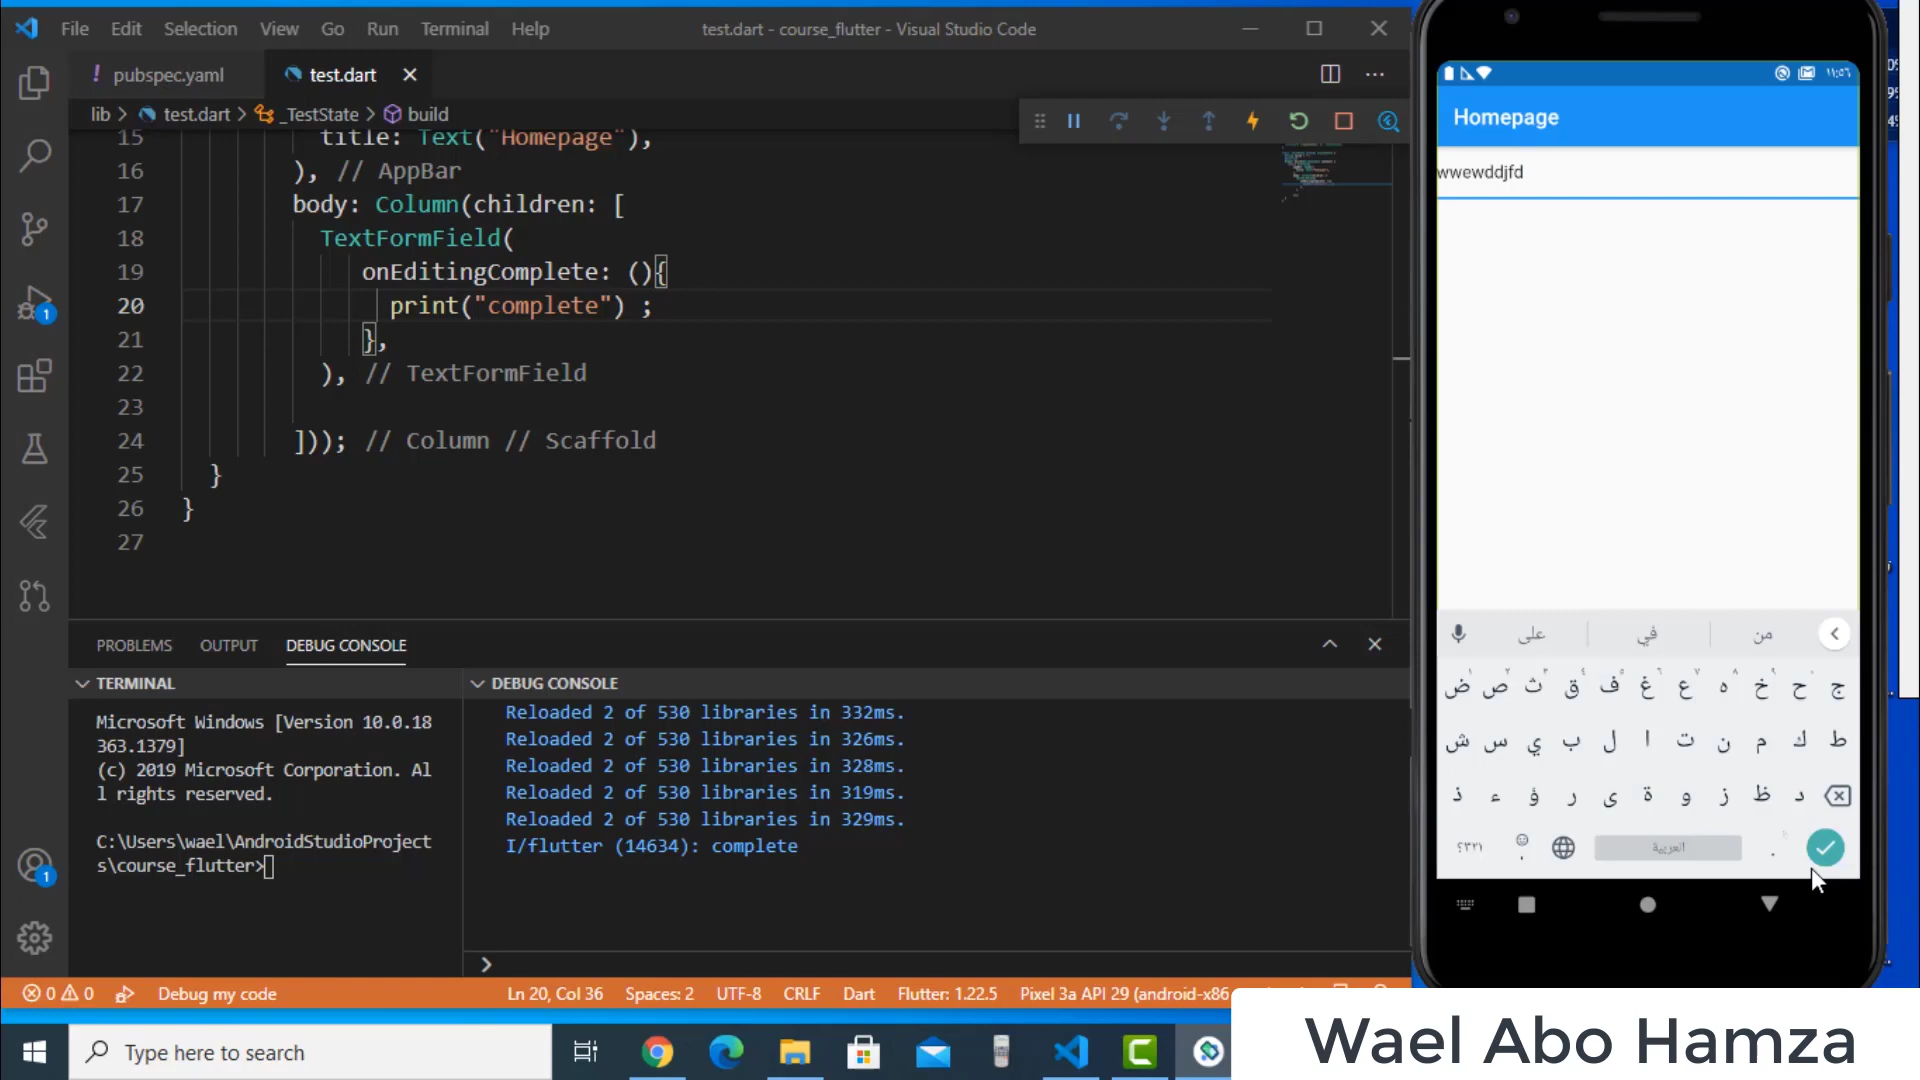 File Edit Selection View Go Run Terminal Help
test.dart - course_flutter - Visual Studio Code
! pubspec.yaml
test.dart
lib > test.dart > _TestState > build
15 title: Text("Homepage"),
16 ), // AppBar
17 body: Column(children: [
18 TextFormField(
19 onEditingComplete: (){
20 print("complete") ;
21 },
22 ), // TextFormField
23
24 ])); // Column // Scaffold
25 }
26 }
27
PROBLEMS OUTPUT DEBUG CONSOLE
TERMINAL
Microsoft Windows [Version 10.0.18
363.1379]
(c) 2019 Microsoft Corporation. Al
l rights reserved.
C:\Users\wael\AndroidStudioProject
s\course_flutter>
DEBUG CONSOLE
Reloaded 2 of 530 libraries in 332ms.
Reloaded 2 of 530 libraries in 326ms.
Reloaded 2 of 530 libraries in 328ms.
Reloaded 2 of 530 libraries in 319ms.
Reloaded 2 of 530 libraries in 329ms.
I/flutter (14634): complete
1
1
0 0 Debug my code
Ln 20, Col 36 Spaces: 2 UTF-8 CRLF Dart Flutter: 1.22.5 Pixel 3a API 29 (android-x86
Type here to search
١١:٥٦
Homepage
wwewddjfd
على في من
ض ص ث ق ف غ ع ه خ ح ج
ش س ي ب ل ا ت ن م ك ط
ذ ء ؤ ر ى ة و ز ظ د
؟٣٢١ العربية .
Wael Abo Hamza